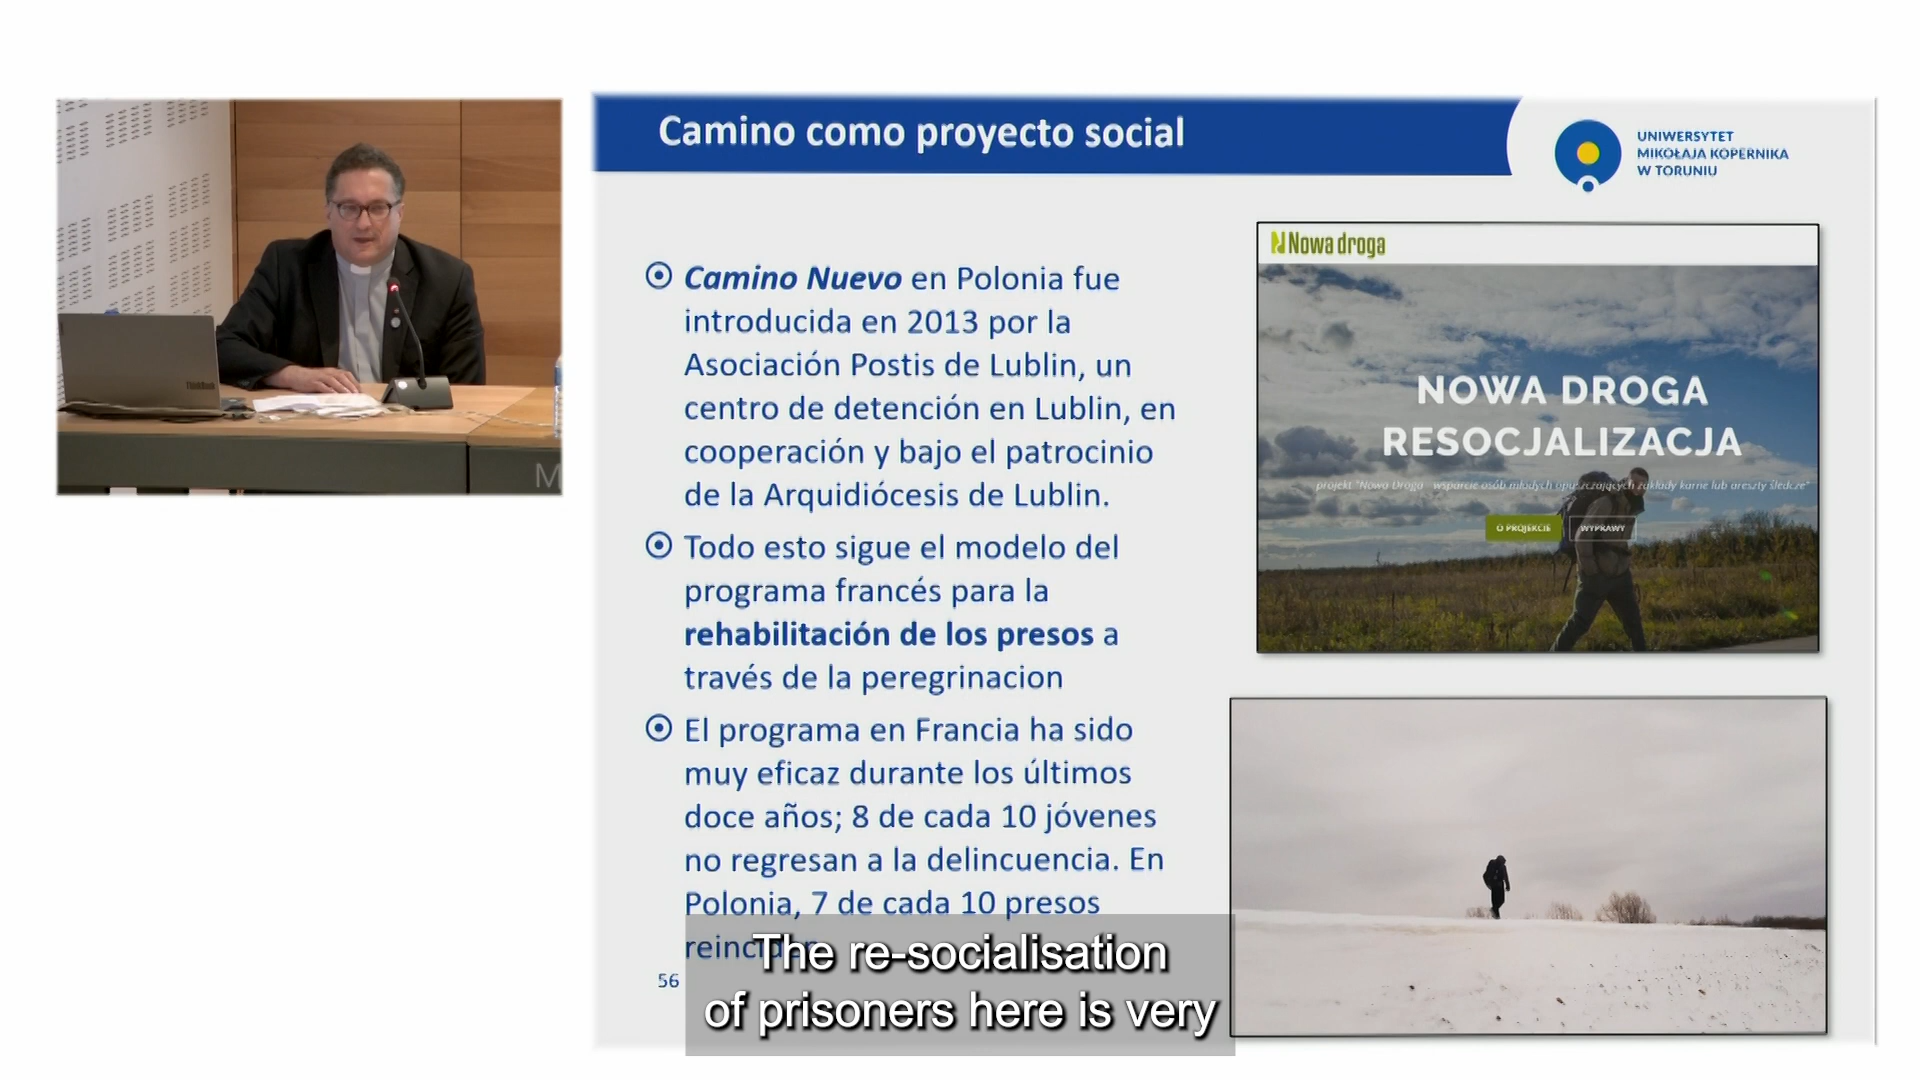 Camino como proyecto social
UNIWERSYTET
MIKOŁAJA KOPERNIKA
W TORUNIU
Camino Nuevo en Polonia fue
introducida en 2013 por la
Asociación Postis de Lublin, un
centro de detención en Lublin, en
cooperación y bajo el patrocinio
de la Arquidiócesis de Lublin.
Todo esto sigue el modelo del
programa francés para la
rehabilitación de los presos a
través de la peregrinacion
El programa en Francia ha sido
muy eficaz durante los últimos
doce años; 8 de cada 10 jóvenes
no regresan a la delincuencia. En
Polonia, 7 de cada 10 presos
56
Nowa droga
NOWA DROGA
RESOCJALIZACJA
projekt "Nowa Droga wsparcie osób młodych opuszczających zakłady karne lub areszty śledcze"
O PROJEKCIE
WYPRAWY
ThinkBook
M
The re-socialisation
of prisoners here is very